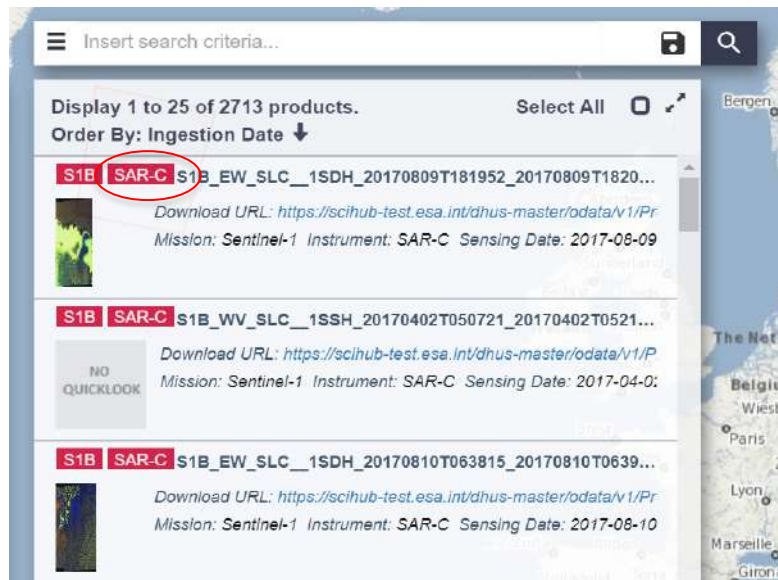 Insert search criteria...
Display 1 to 25 of 2713 products.
Select All
Order By: Ingestion Date
S1B SAR-C S1B_EW_SLC__1SDH_20170809T181952_20170809T1820...
Download URL: https://scihub-test.esa.int/dhus-master/odata/v1/Pr
Mission: Sentinel-1 Instrument: SAR-C Sensing Date: 2017-08-09
S1B SAR-C S1B_WV_SLC__1SSH_20170402T050721_20170402T0521...
NO
QUICKLOOK
Download URL: https://scihub-test.esa.int/dhus-master/odata/v1/P
Mission: Sentinel-1 Instrument: SAR-C Sensing Date: 2017-04-02
S1B SAR-C S1B_EW_SLC__1SDH_20170810T063815_20170810T0639...
Download URL: https://scihub-test.esa.int/dhus-master/odata/v1/Pr
Mission: Sentinel-1 Instrument: SAR-C Sensing Date: 2017-08-10
Bergen
The Net
Belgiu
Wiesb
Paris
Lyon
Marseille
Giron